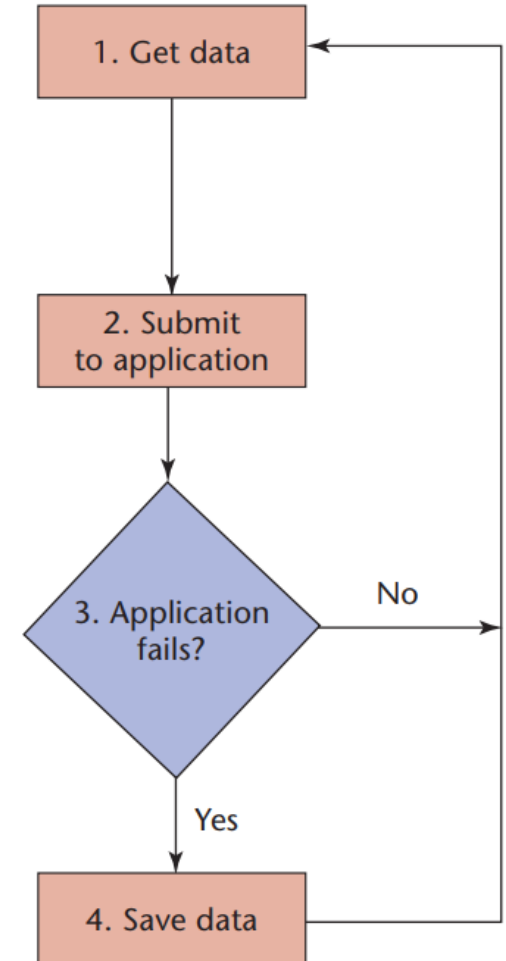 1. Get data
2. Submit
to application
3. Application
fails?
No
Yes
4. Save data